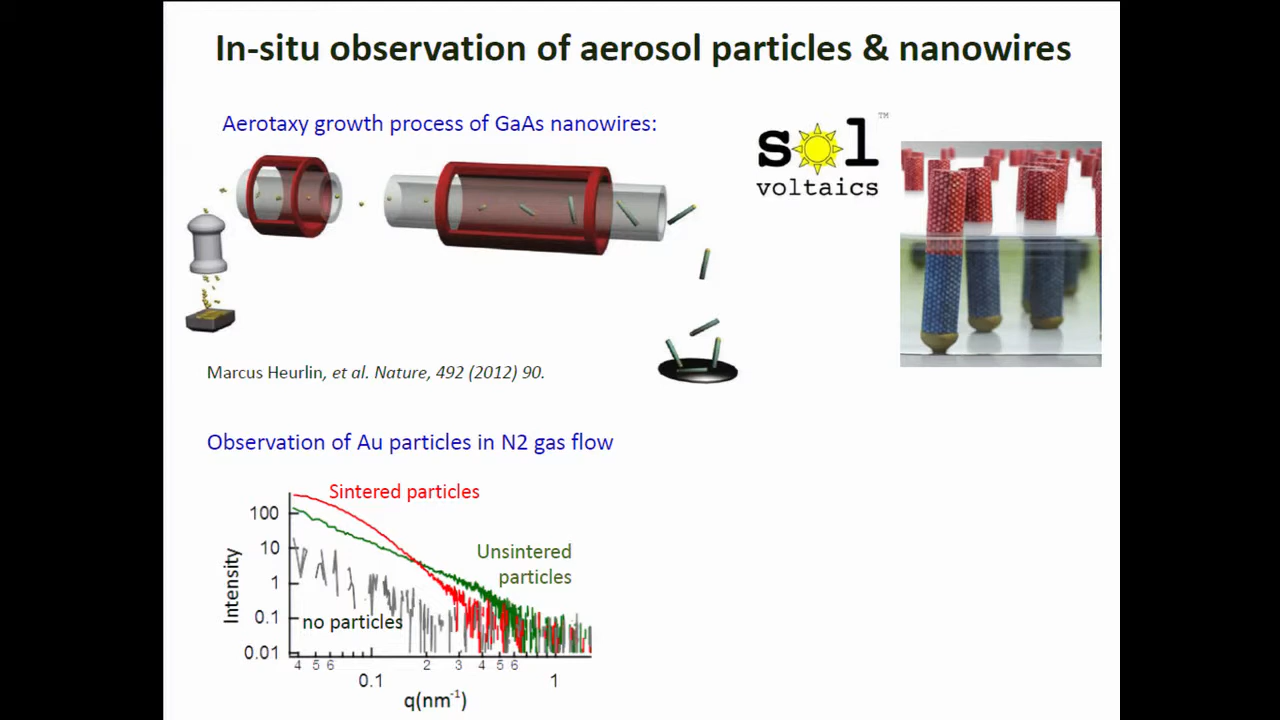 In-situ observation of aerosol particles & nanowires
Aerotaxy growth process of GaAs nanowires:
sol™
voltaics
Marcus Heurlin, et al. Nature, 492 (2012) 90.
Observation of Au particles in N2 gas flow
Sintered particles
Unsintered
particles
no particles
Intensity
100
10
1
0.1
0.01
4 5 6 2 3 4 5 6
0.1 1
q(nm⁻¹)